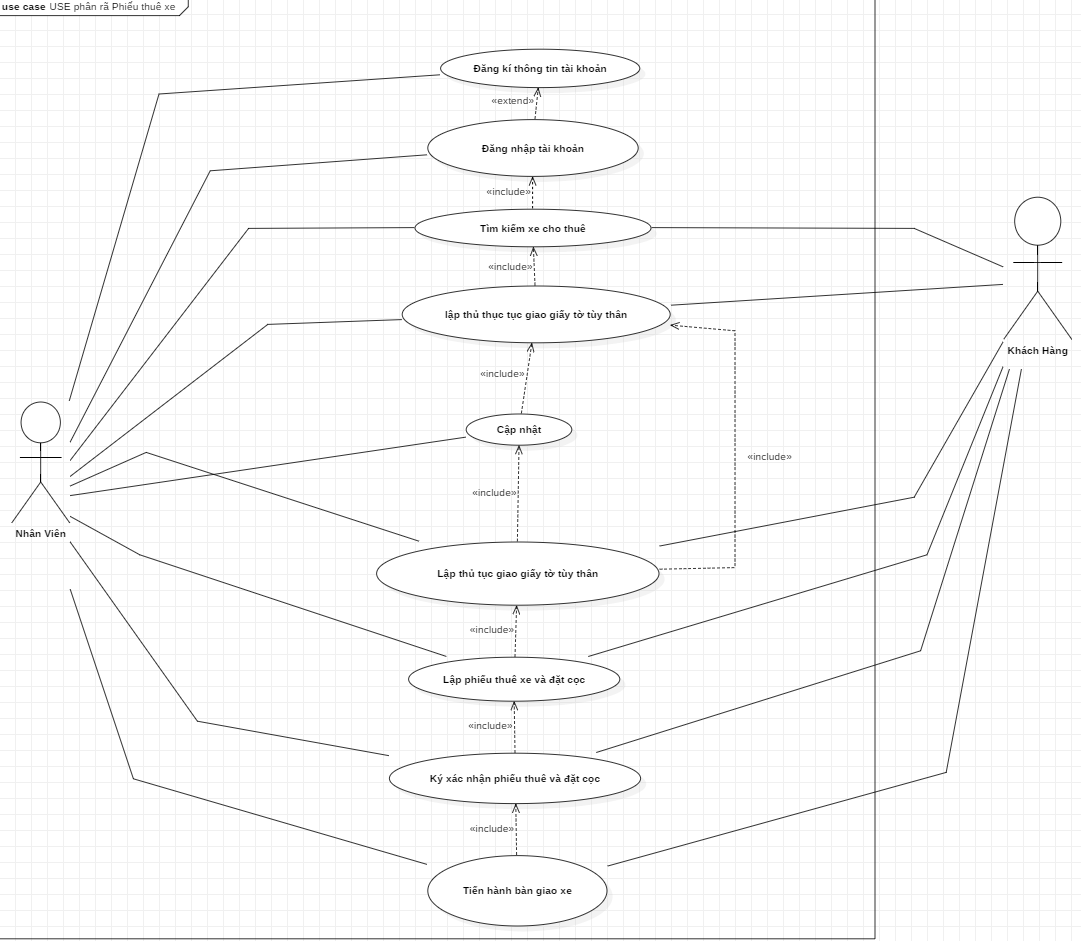 use case USE phân rã Phiếu thuê xe
Đăng kí thông tin tài khoản
«extend»
Đăng nhập tài khoản
«include»
Tìm kiếm xe cho thuê
«include»
lập thủ thục tục giao giấy tờ tùy thân
«include»
Khách Hàng
Cập nhật
«include»
«include»
Nhân Viên
Lập thủ tục giao giấy tờ tùy thân
«include»
Lập phiếu thuê xe và đặt cọc
«include»
Ký xác nhận phiếu thuê và đặt cọc
«include»
Tiến hành bàn giao xe